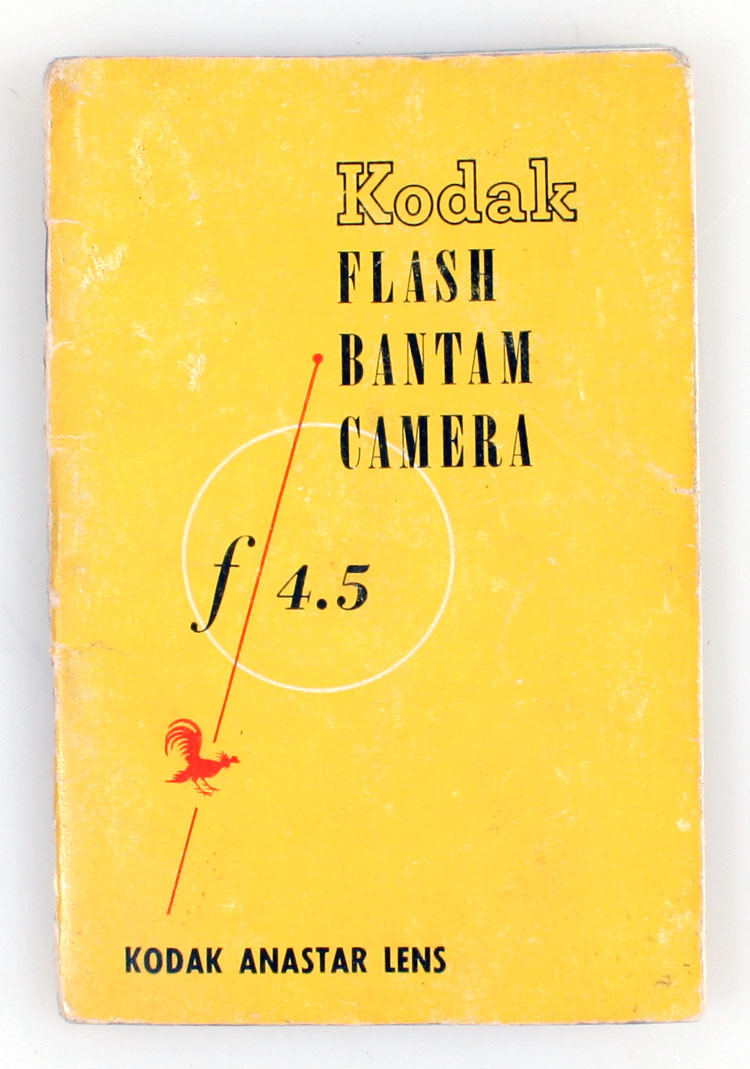 Kodak
FLASH
BANTAM
CAMERA
f/4.5
KODAK ANASTAR LENS